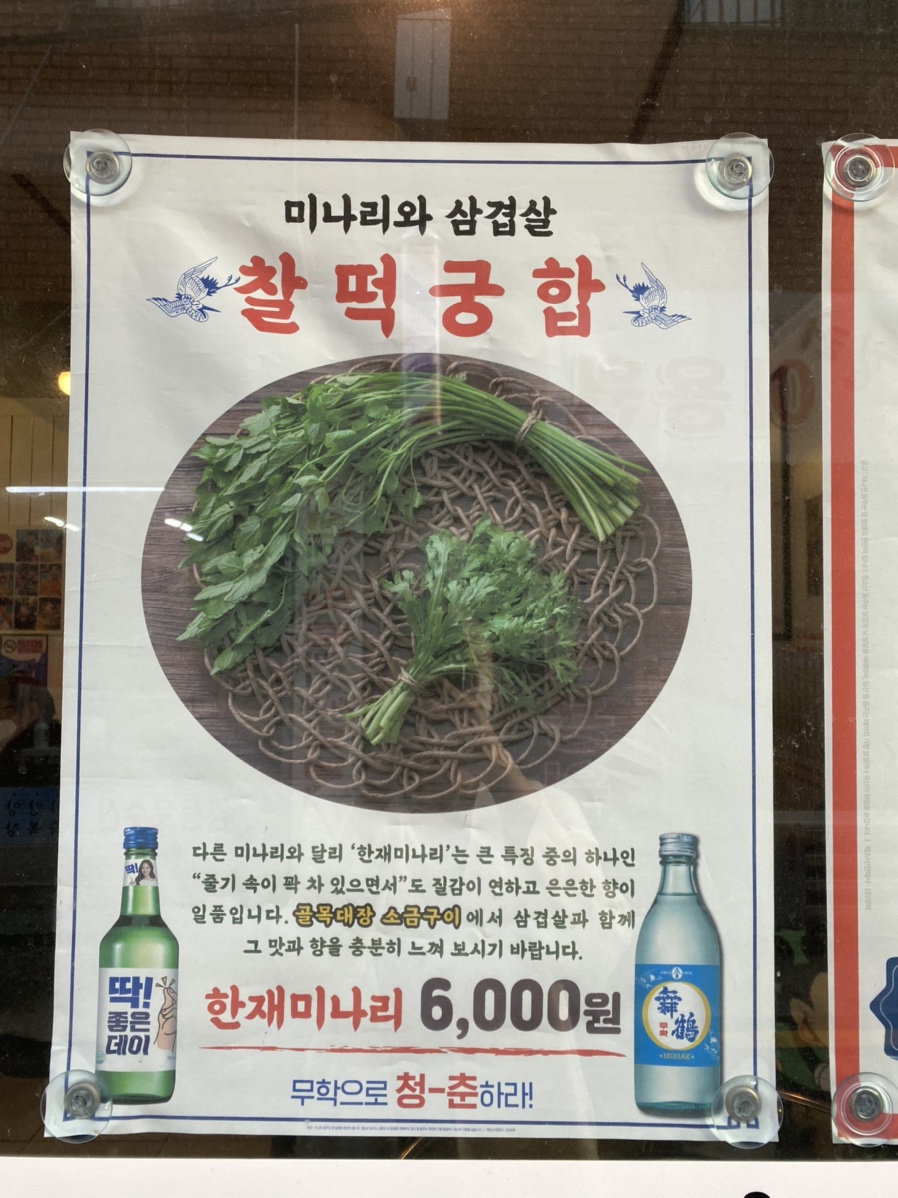 미나리와 삼겹살
찰떡궁합
다른 미나리와 달리 ‘한재미나리’는 큰 특징 중의 하나인
“줄기 속이 꽉 차 있으면서”도 질감이 연하고 은은한 향이
일품입니다. 골목대장 소금구이에서 삼겹살과 함께
그 맛과 향을 충분히 느껴 보시기 바랍니다.
한재미나리 6,000원
무학으로 청-춘하라!
딱!
딱!
좋은
데이
舞
무학
鶴
MUHAK